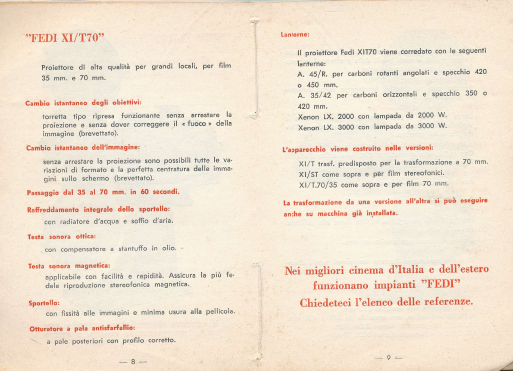 "FEDI XI/T70"
Proiettore di alta qualità per grandi locali, per film
35 mm. e 70 mm.
Cambio istantaneo degli obiettivi:
torretta tipo ripresa funzionante senza arrestare la
proiezione e senza dover correggere il « fuoco » della
immagine (brevettato).
Cambio istantaneo dell'immagine:
senza arrestare la proiezione sono possibili tutte le va-
riazioni di formato e la perfetta centratura delle imma-
gini sullo schermo (brevettato).
Passaggio dal 35 al 70 mm. in 60 secondi.
Raffreddamento integrale dello sportello:
con radiatore d'acqua e soffio d'aria.
Testa sonora ottica:
con compensatore a stantuffo in olio.
Testa sonora magnetica:
applicabile con facilità e rapidità. Assicura la più fe-
dele riproduzione stereofonica magnetica.
Sportello:
con fissità alle immagini e minima usura alla pellicola.
Otturatore a pala antisfarfallio:
a pale posteriori con profilo corretto.
— 8 —
Lanterne:
Il proiettore Fedi XIT70 viene corredato con le seguenti
lanterne:
A. 45/R. per carboni rotanti angolati e specchio 420
o 450 mm.
A. 35/42 per carboni orizzontali e specchio 350 o
420 mm.
Xenon LX. 2000 con lampada da 2000 W.
Xenon LX. 3000 con lampada da 3000 W.
L'apparecchio viene costruito nelle versioni:
XI/T trasf. predisposto per la trasformazione a 70 mm.
XI/ST come sopra e per film stereofonici.
XI/T.70/35 come sopra e per film 70 mm.
La trasformazione da una versione all'altra si può eseguire
anche su macchina già installata.
Nei migliori cinema d'Italia e dell'estero
funzionano impianti "FEDI"
Chiedeteci l'elenco delle referenze.
— 9 —